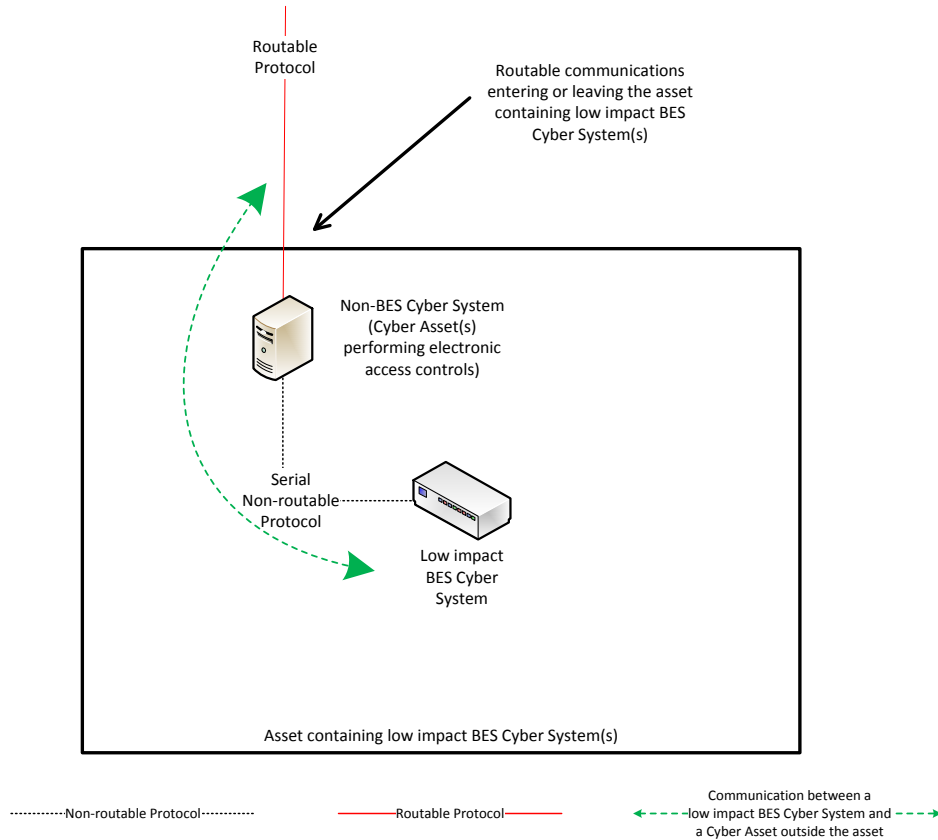 Routable
Protocol
Routable communications
entering or leaving the asset
containing low impact BES
Cyber System(s)
Non-BES Cyber System
(Cyber Asset(s)
performing electronic
access controls)
Serial
Non-routable
Protocol
Low impact
BES Cyber
System
Asset containing low impact BES Cyber System(s)
Non-routable Protocol
Routable Protocol
Communication between a
low impact BES Cyber System and
a Cyber Asset outside the asset